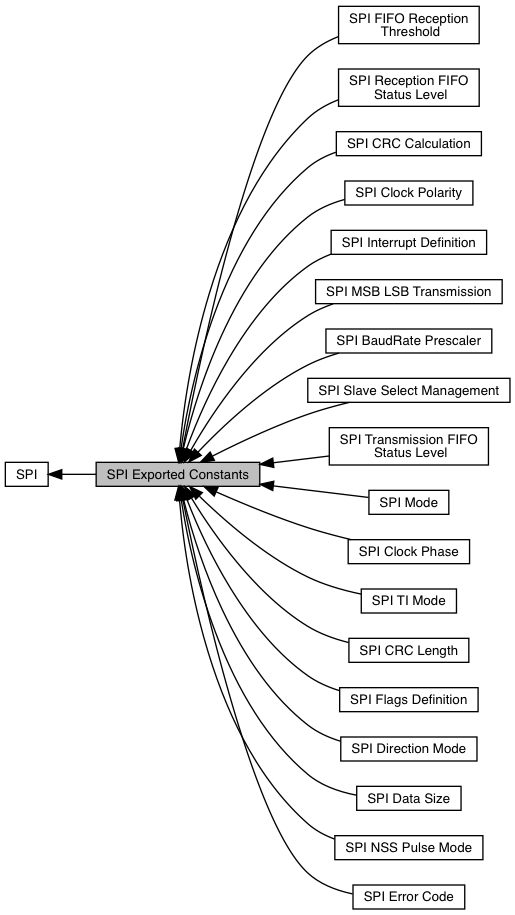 SPI FIFO Reception
Threshold
SPI Reception FIFO
Status Level
SPI CRC Calculation
SPI Clock Polarity
SPI Interrupt Definition
SPI MSB LSB Transmission
SPI BaudRate Prescaler
SPI Slave Select Management
SPI Transmission FIFO
Status Level
SPI
SPI Exported Constants
SPI Mode
SPI Clock Phase
SPI TI Mode
SPI CRC Length
SPI Flags Definition
SPI Direction Mode
SPI Data Size
SPI NSS Pulse Mode
SPI Error Code